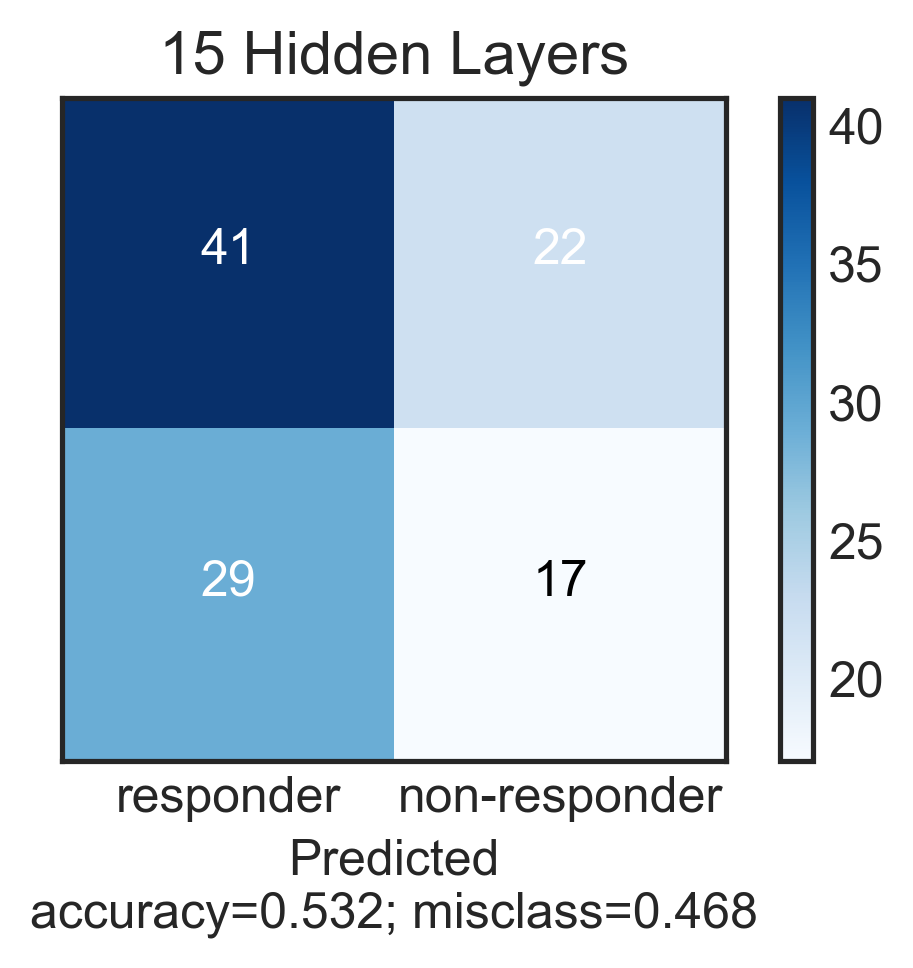 15 Hidden Layers
41 22
29 17
responder non-responder
Predicted
accuracy=0.532; misclass=0.468
40
35
30
25
20